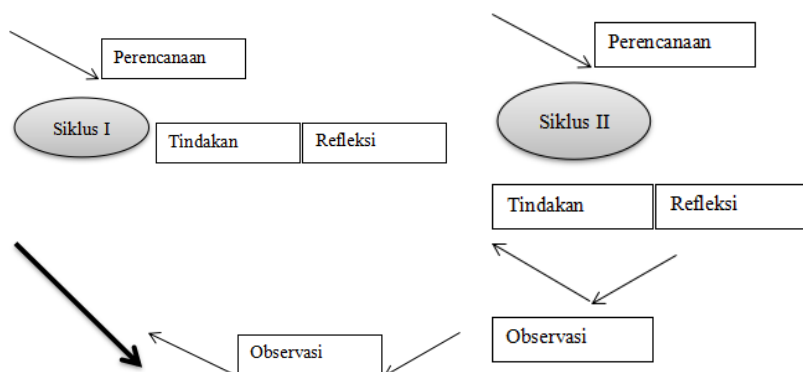 Perencanaan
Siklus I
Tindakan
Refleksi
Observasi
Perencanaan
Siklus II
Tindakan
Refleksi
Observasi